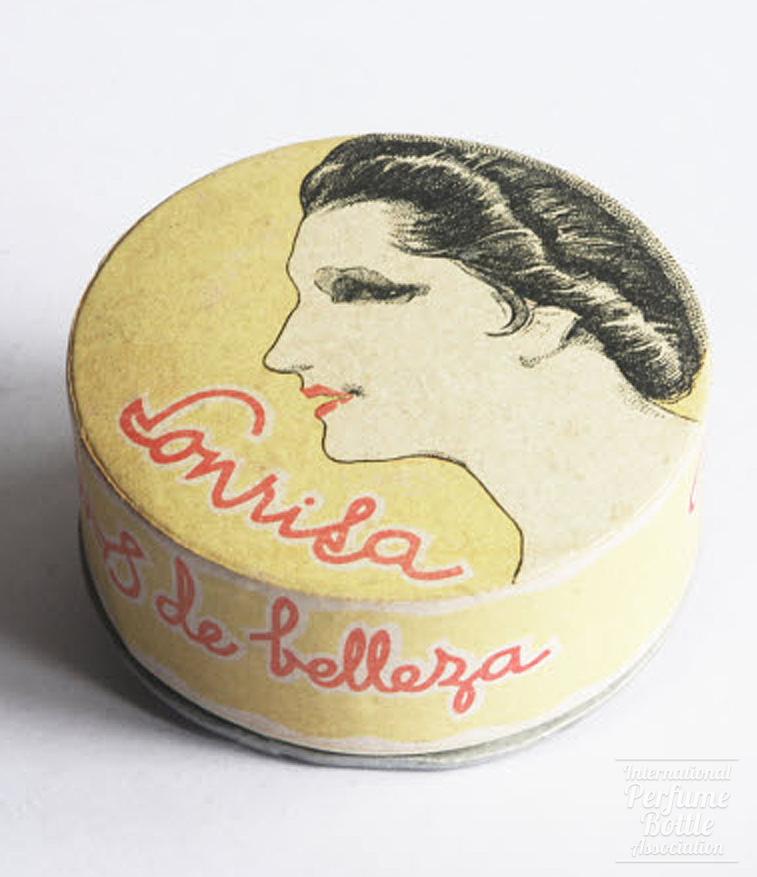 Sonrisa
de belleza
International
Perfume
Bottle
Association